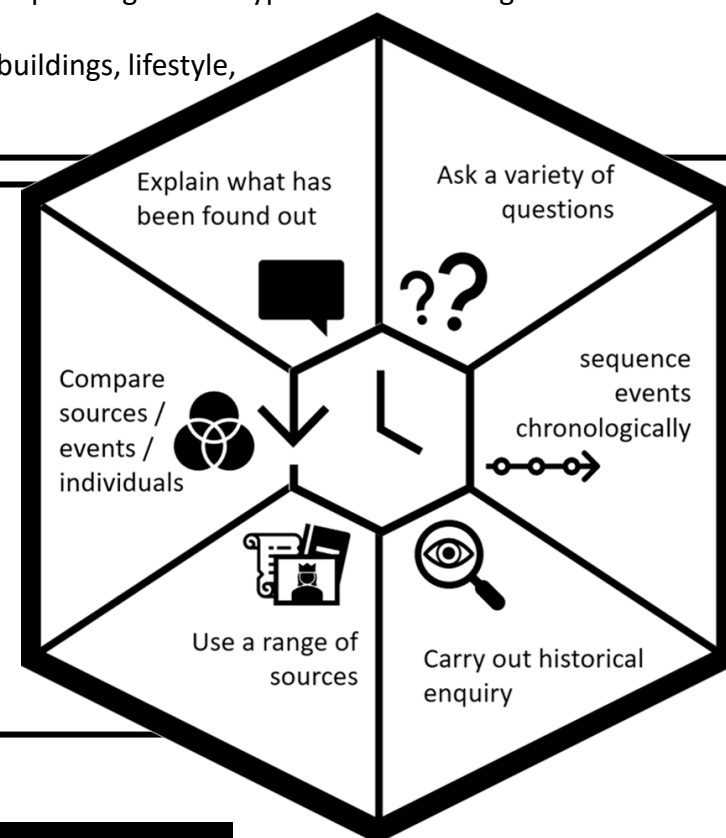 buildings, lifestyle,
Explain what has
been found out
Ask a variety of
questions
??
sequence
events
chronologically
Compare
sources /
events /
individuals
Use a range of
sources
Carry out historical
enquiry